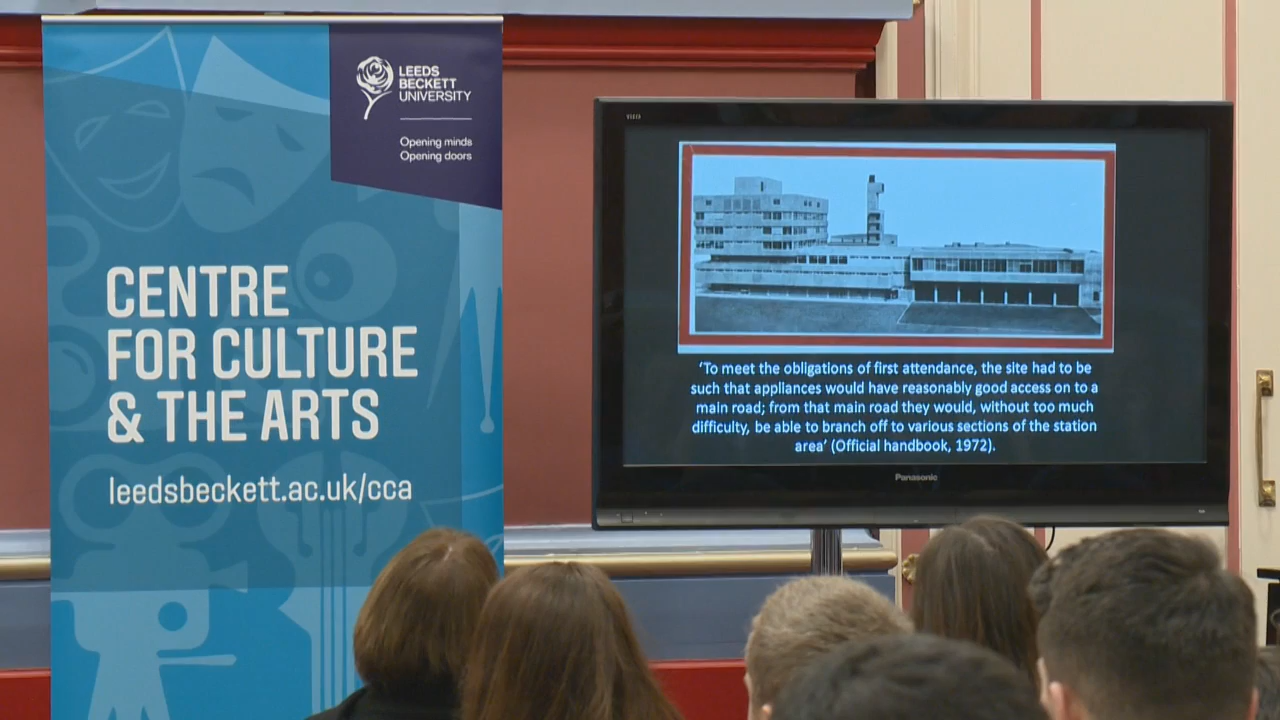 LEEDS
BECKETT
UNIVERSITY
Opening minds
Opening doors
CENTRE
FOR CULTURE
& THE ARTS
leedsbeckett.ac.uk/cca
'To meet the obligations of first attendance, the site had to be
such that appliances would have reasonably good access on to a
main road; from that main road they would, without too much
difficulty, be able to branch off to various sections of the station
area' (Official handbook, 1972).
Panasonic